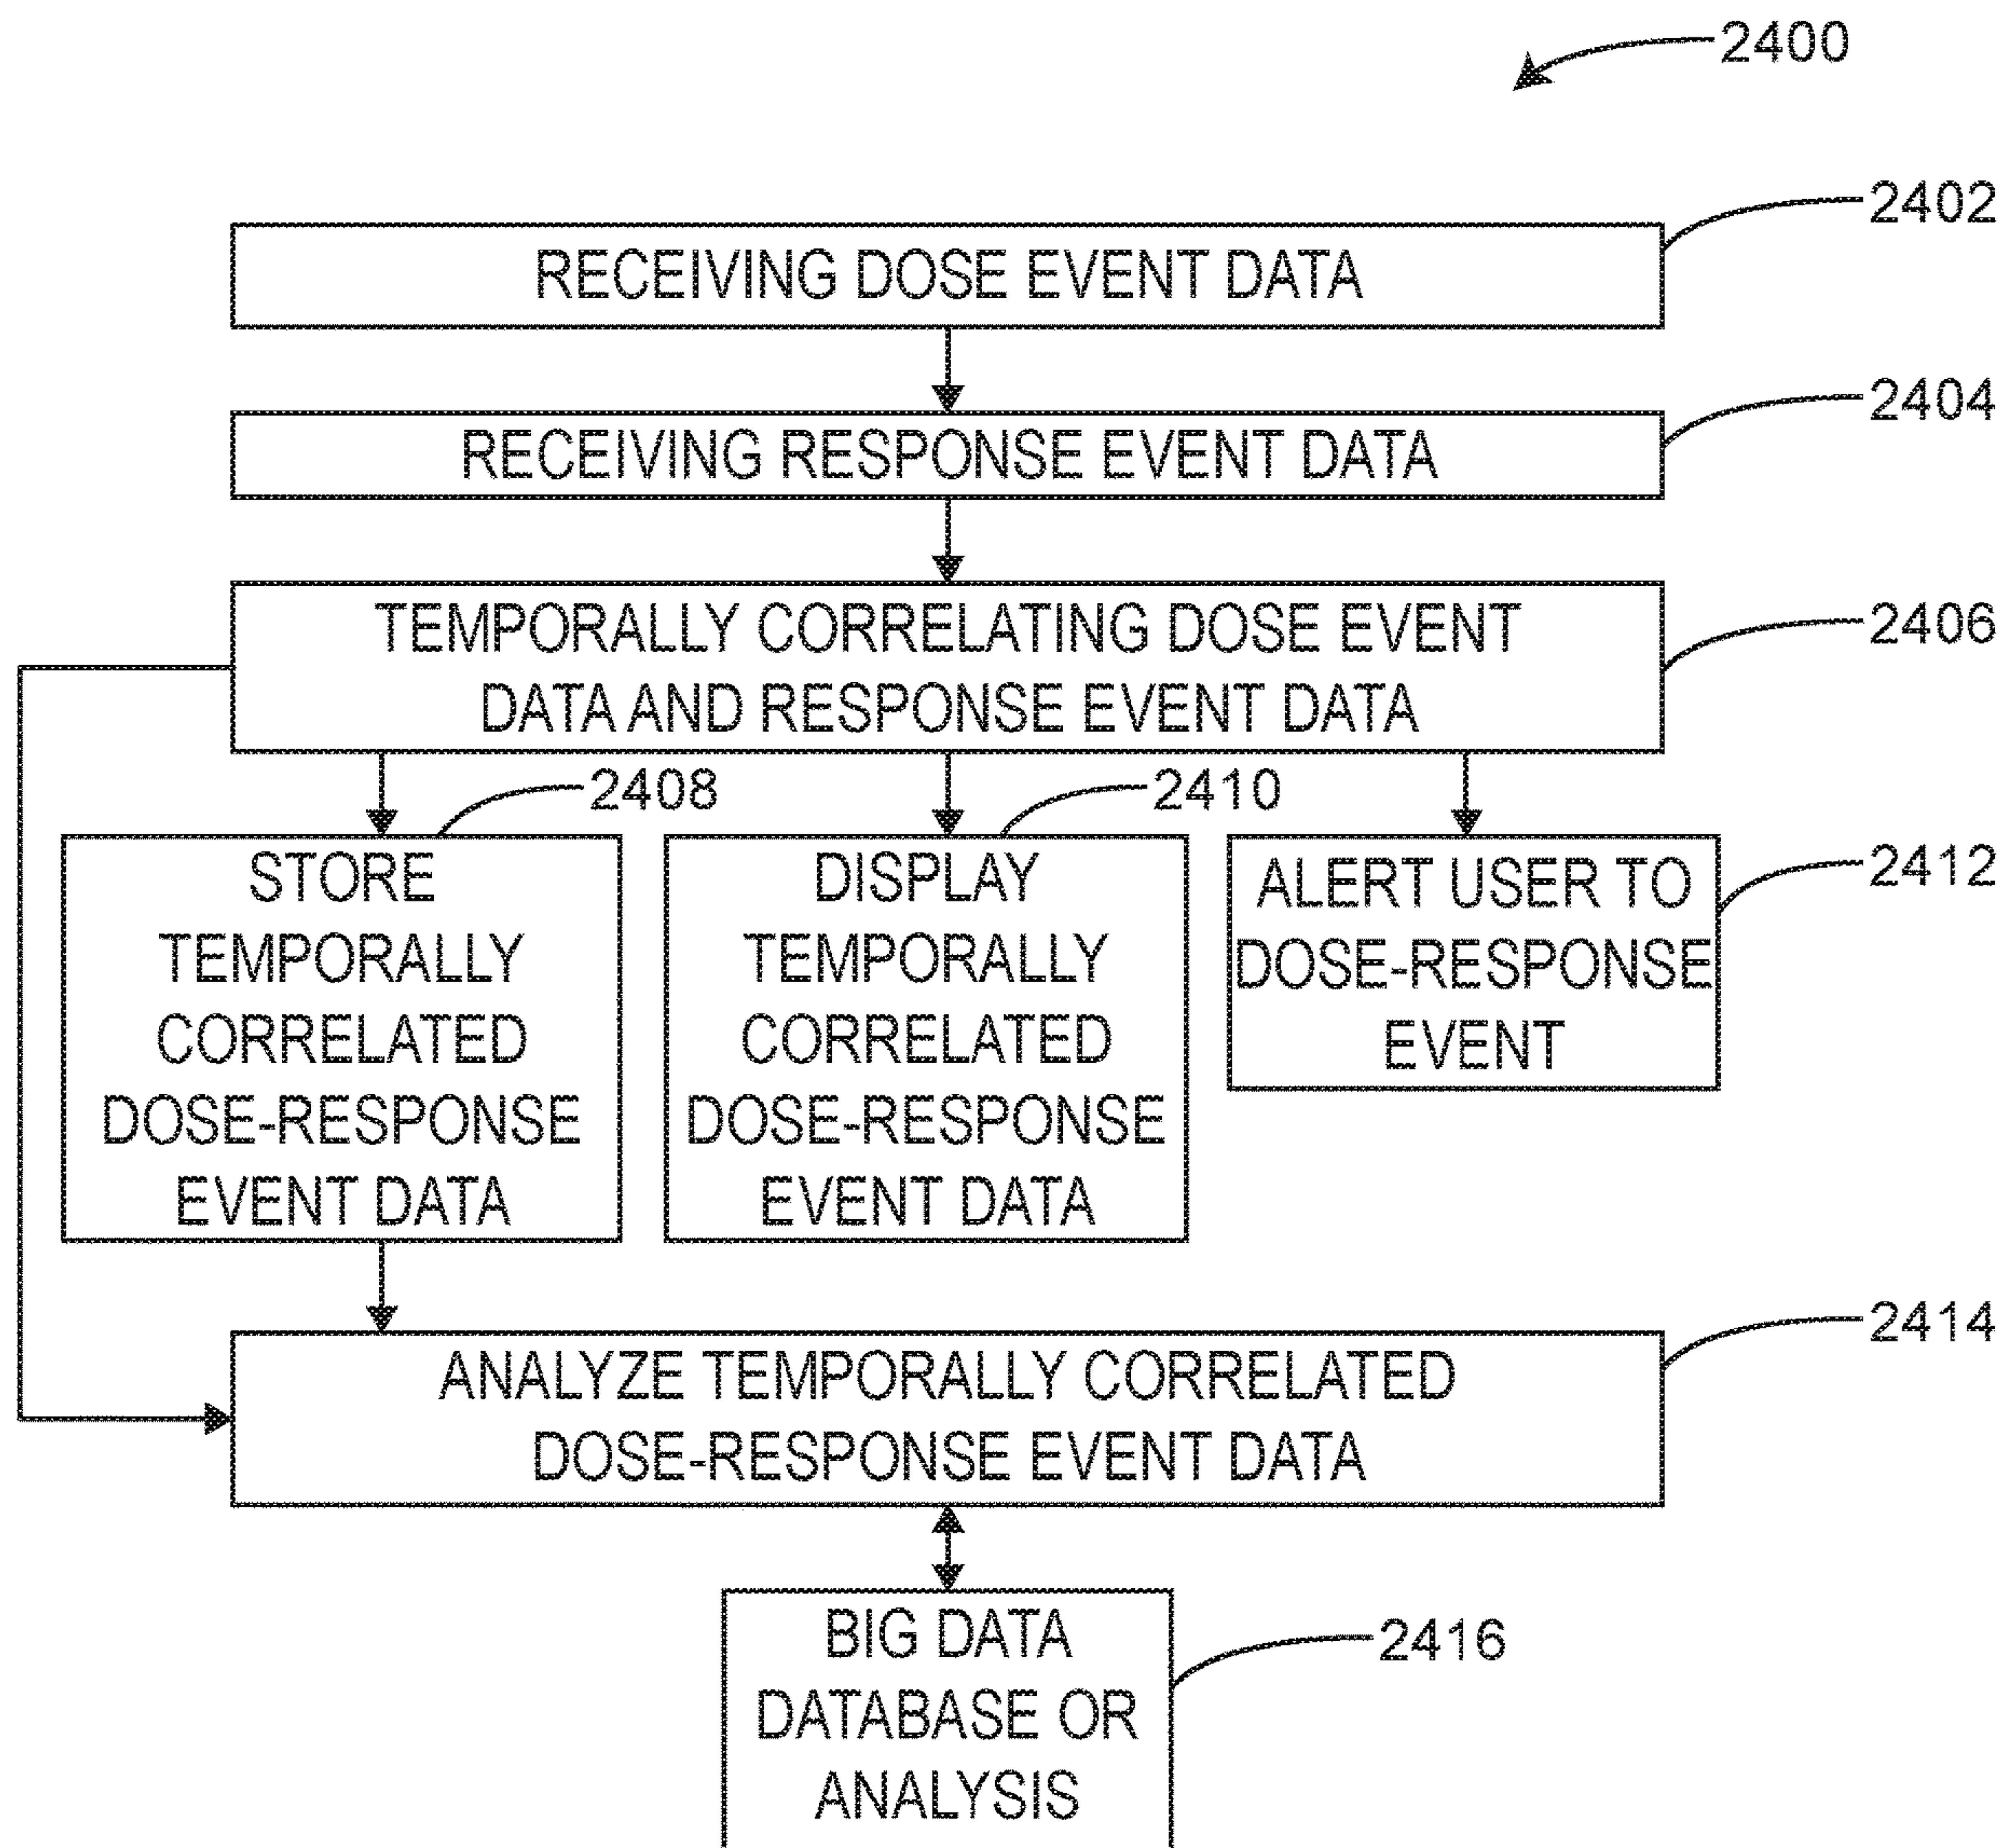 2400
2402
RECEIVING DOSE EVENT DATA
2404
RECEIVING RESPONSE EVENT DATA
2406
TEMPORALLY CORRELATING DOSE EVENT
DATA AND RESPONSE EVENT DATA
2408
STORE
TEMPORALLY
CORRELATED
DOSE-RESPONSE
EVENT DATA
2410
DISPLAY
TEMPORALLY
CORRELATED
DOSE-RESPONSE
EVENT DATA
2412
ALERT USER TO
DOSE-RESPONSE
EVENT
2414
ANALYZE TEMPORALLY CORRELATED
DOSE-RESPONSE EVENT DATA
2416
BIG DATA
DATABASE OR
ANALYSIS